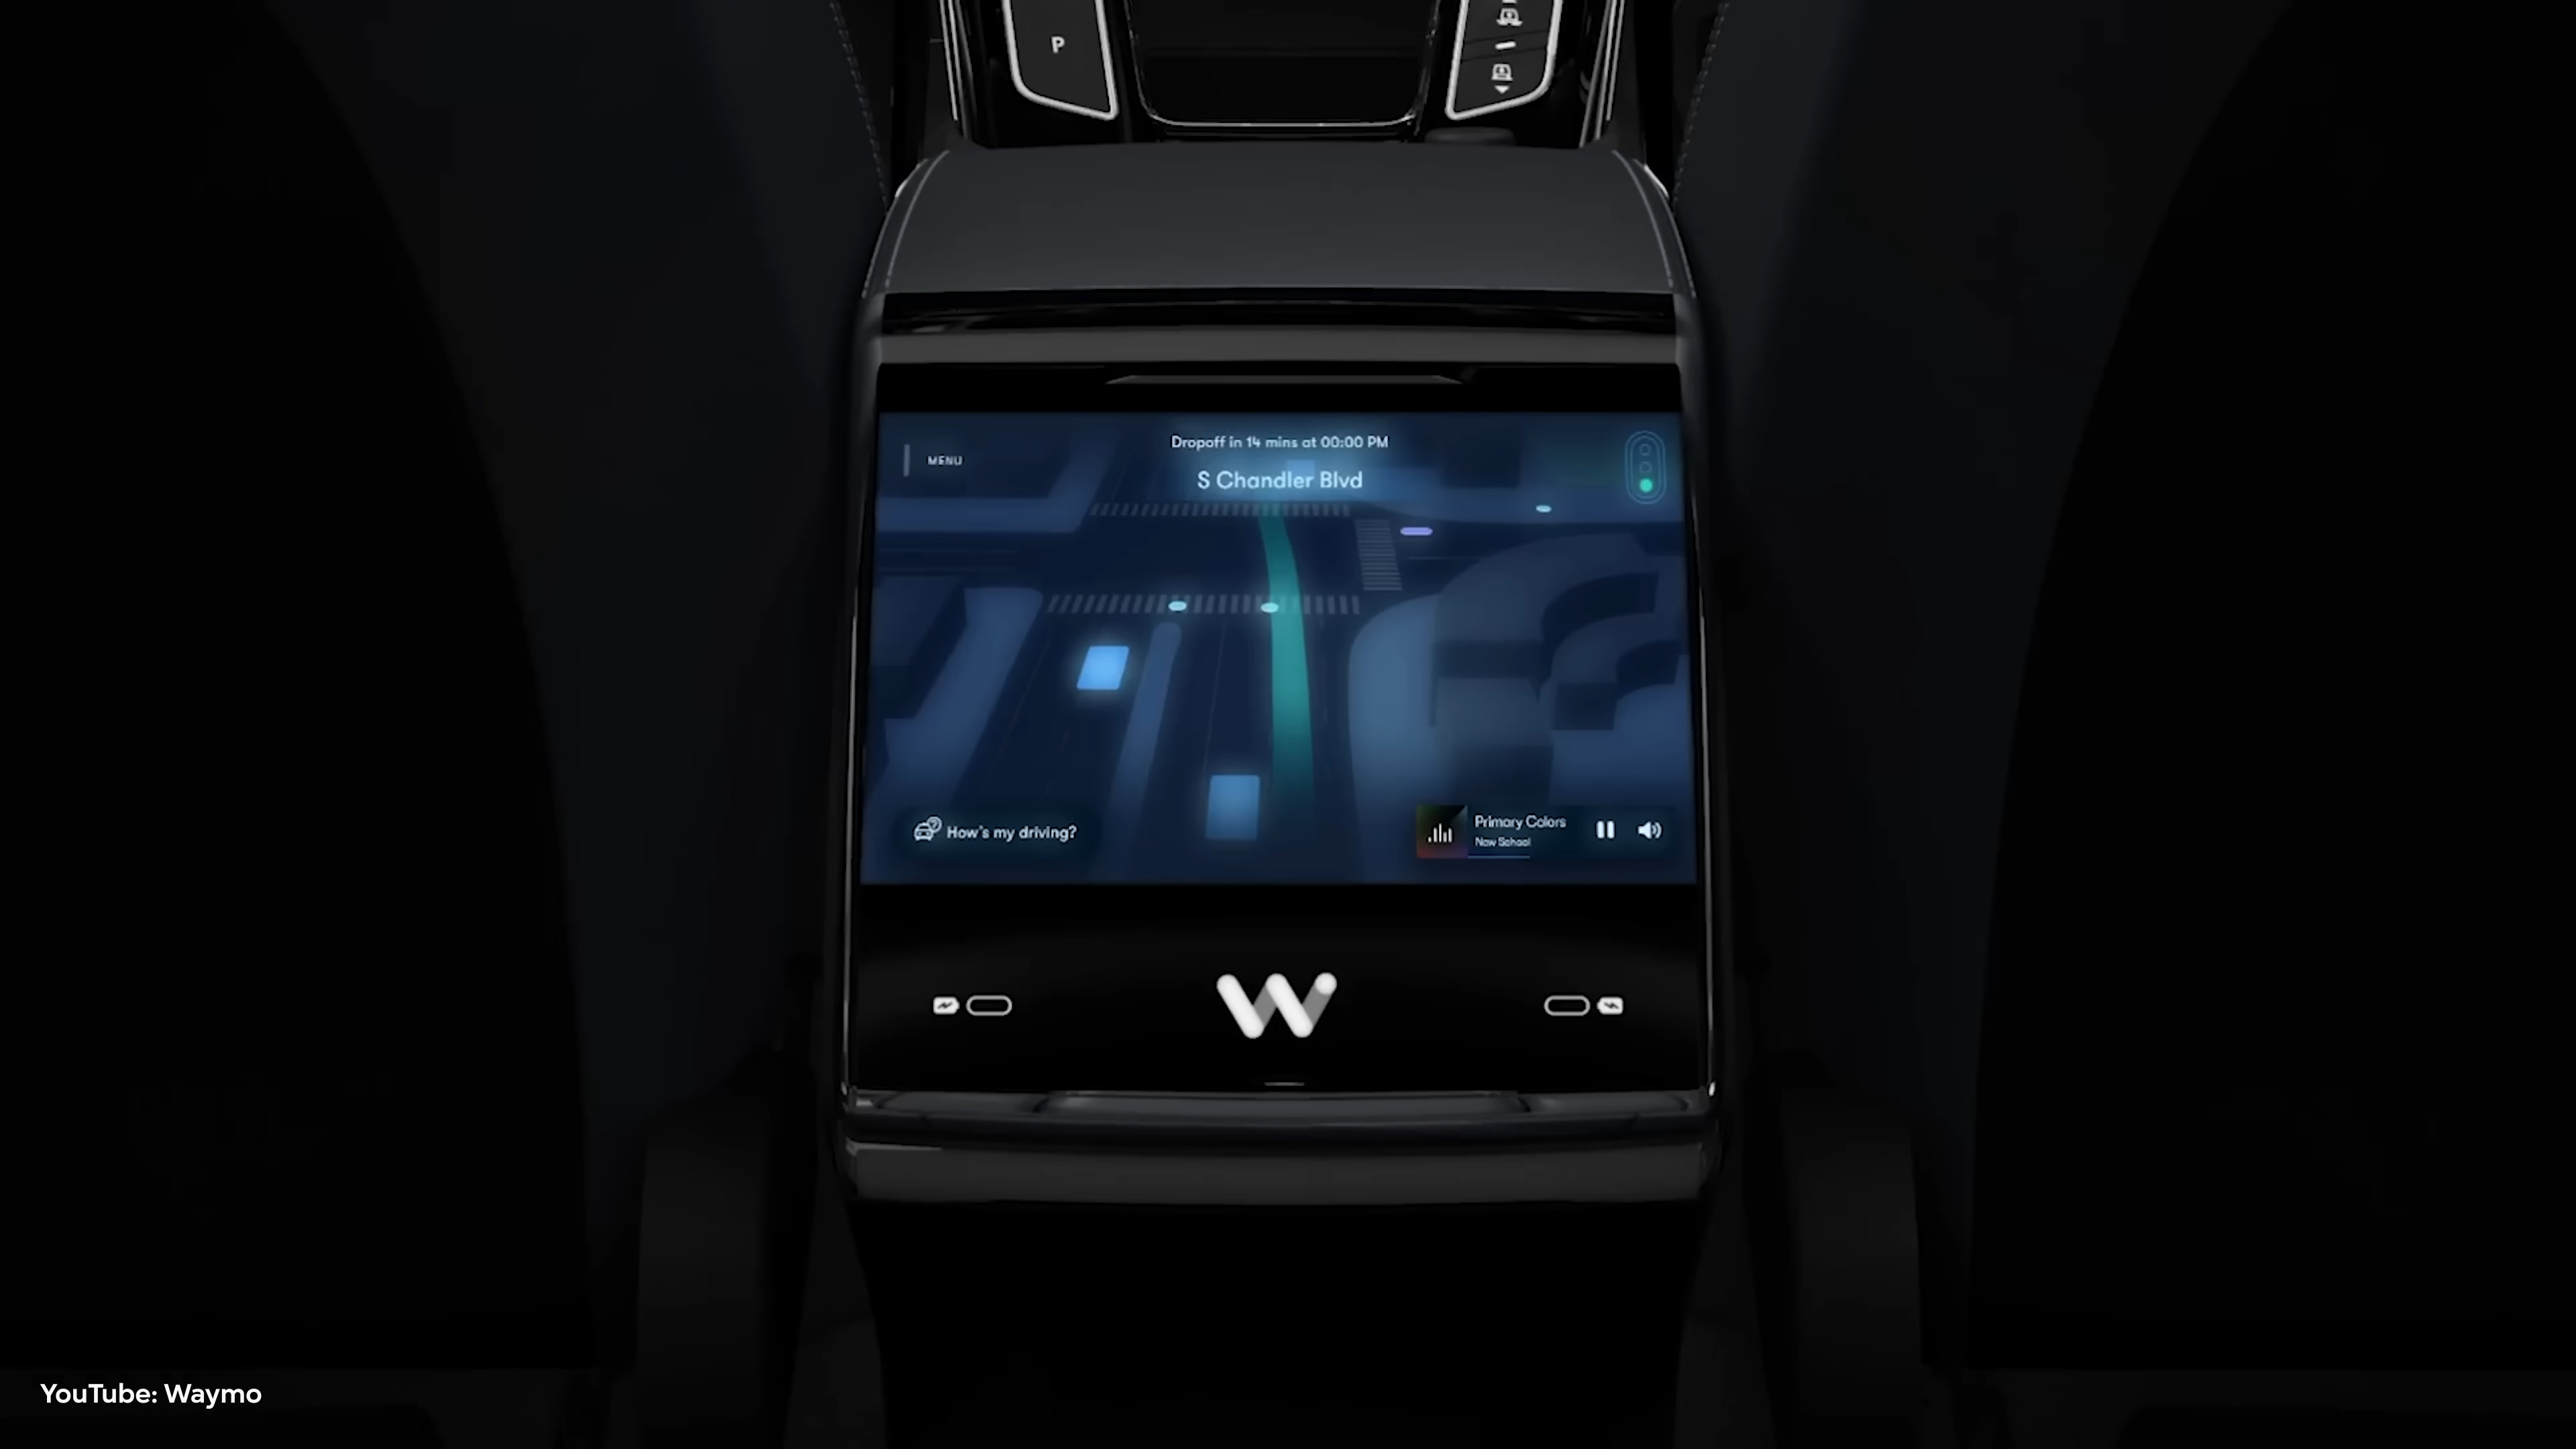 P
Dropoff in 14 mins at 00:00 PM
MENU
S Chandler Blvd
How's my driving?
Primary Colors
New School
YouTube: Waymo